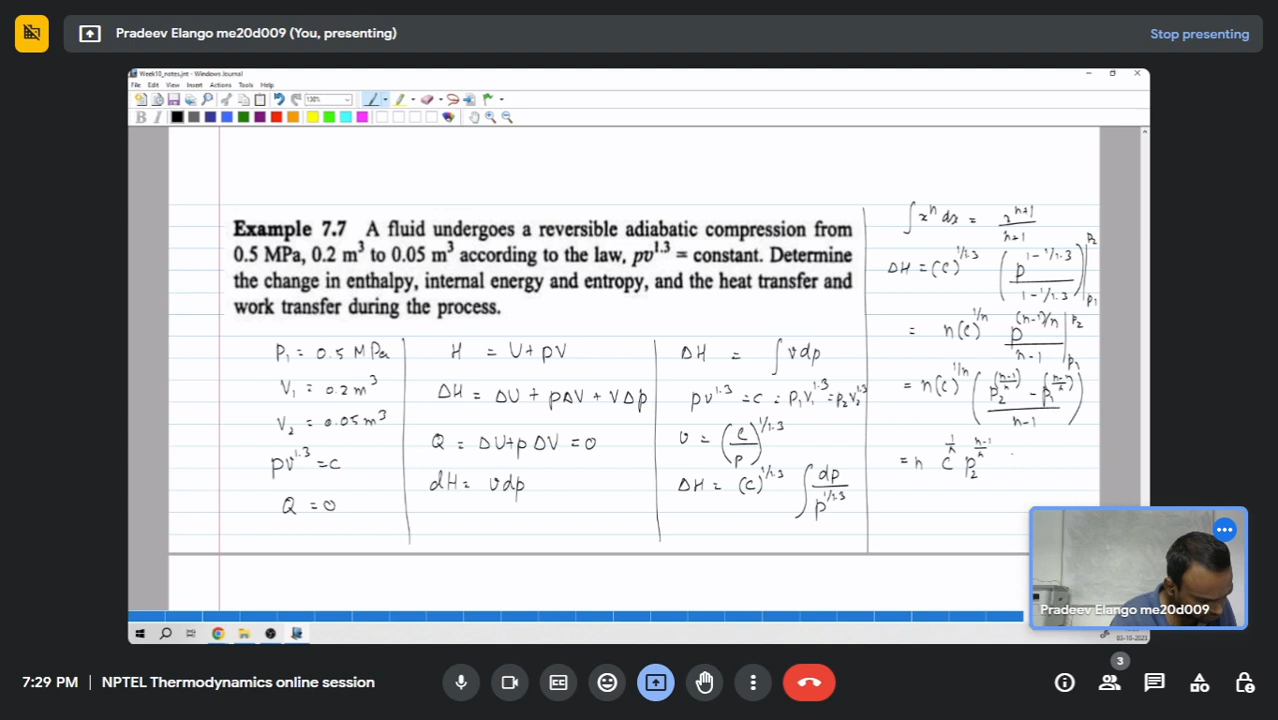 Pradeev Elango me20d009 (You, presenting)
Stop presenting
Week10_notes.jnt - Windows Journal
File Edit View Insert Actions Tools Help
130%
B I
Example 7.7 A fluid undergoes a reversible adiabatic compression from
0.5 MPa, 0.2 m³ to 0.05 m³ according to the law, pv^1.3 = constant. Determine
the change in enthalpy, internal energy and entropy, and the heat transfer and
work transfer during the process.
P₁ = 0.5 MPa
V₁ = 0.2 m³
V₂ = 0.05 m³
pv^1.3 = c
Q = 0
H = U + pV
ΔH = ΔU + pΔV + VΔp
Q = ΔU + pΔV = 0
dH = vdp
ΔH = ∫vdp
pv^1.3 = c = p₁v₁^1.3 = p₂v₂^1.3
v = (c/p)^1/1.3
ΔH = (c)^1/1.3 ∫ dp/p^1/1.3
∫xⁿ dx = x^(n+1)/(n+1)
ΔH = (c)^1/1.3 (p^(1-1/1.3)/(1-1/1.3))|p₁ p₂
= n(c)^1/n p^(n-1)/n / (n-1) |p₁ p₂
= n(c)^1/n (p₂^((n-1)/n) - p₁^((n-1)/n) / (n-1))
= n c^(1/n) p₂^((n-1)/n)
Pradeev Elango me20d009
03-10-2023
7:29 PM | NPTEL Thermodynamics online session
3